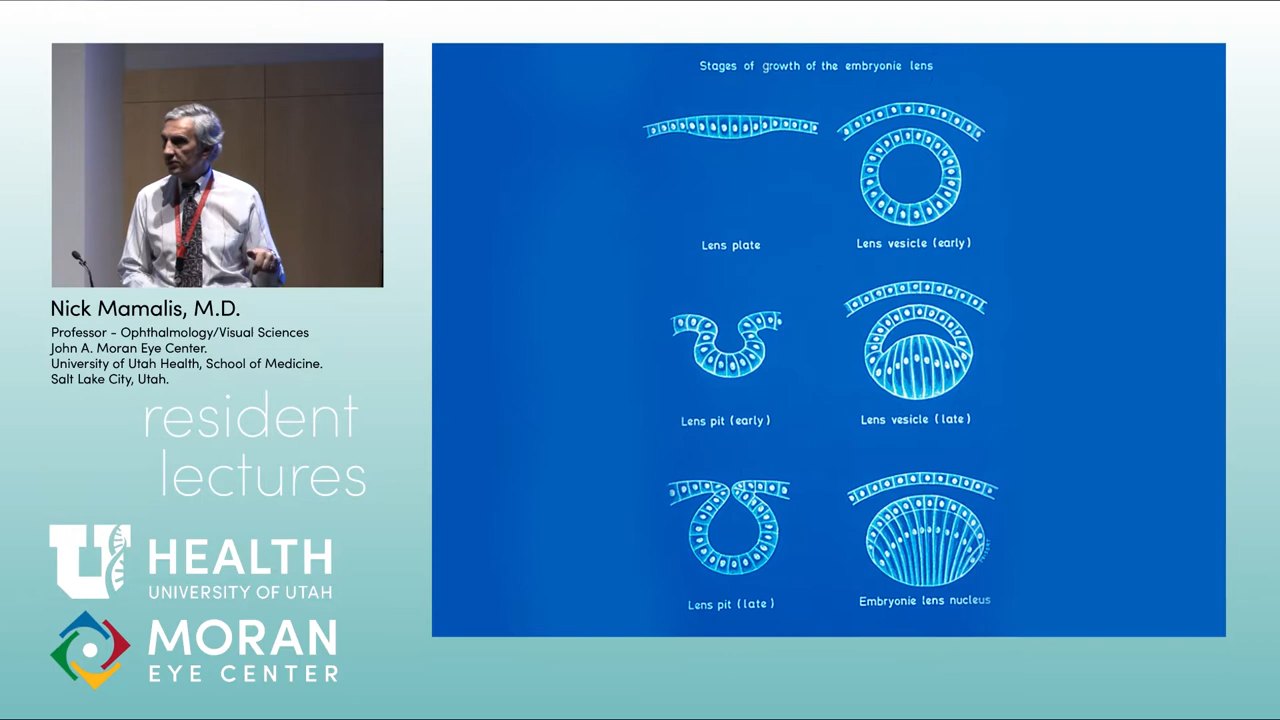 Nick Mamalis, M.D.
Professor - Ophthalmology/Visual Sciences
John A. Moran Eye Center.
University of Utah Health, School of Medicine.
Salt Lake City, Utah.
resident
lectures
U HEALTH
UNIVERSITY OF UTAH
MORAN
EYE CENTER
Stages of growth of the embryonie lens
Lens plate
Lens vesicle (early)
Lens pit (early)
Lens vesicle (late)
Lens pit (late)
Embryonie lens nucleus